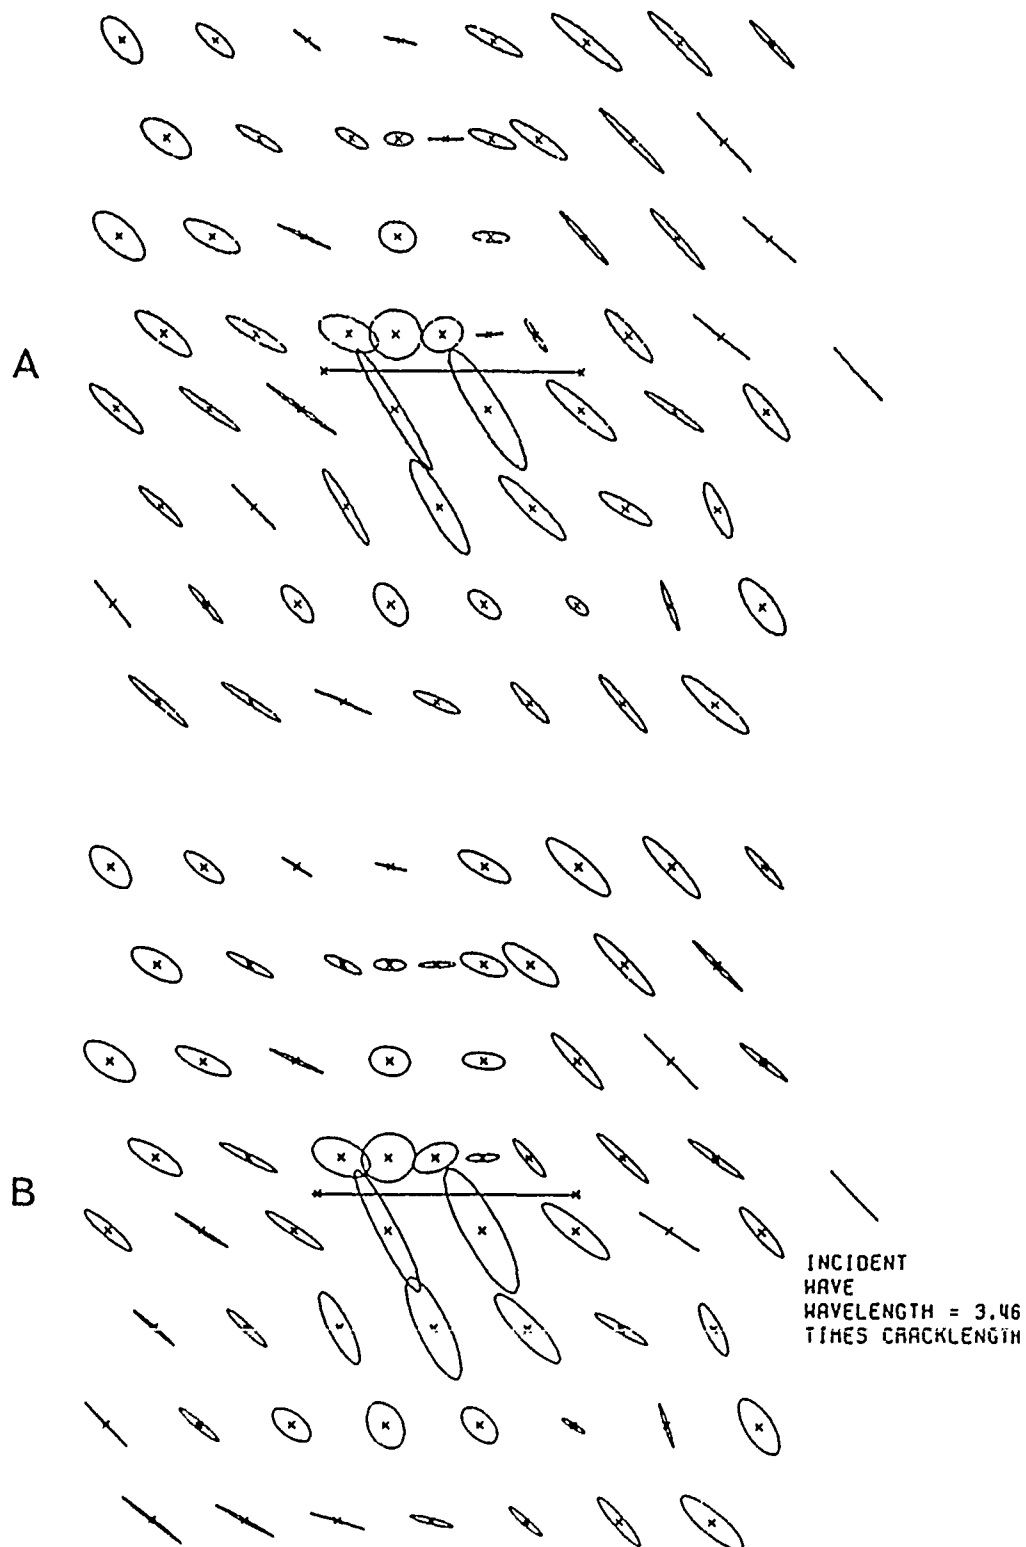 A
B
INCIDENT
WAVE
WAVELENGTH = 3.46
TIMES CRACKLENGTH